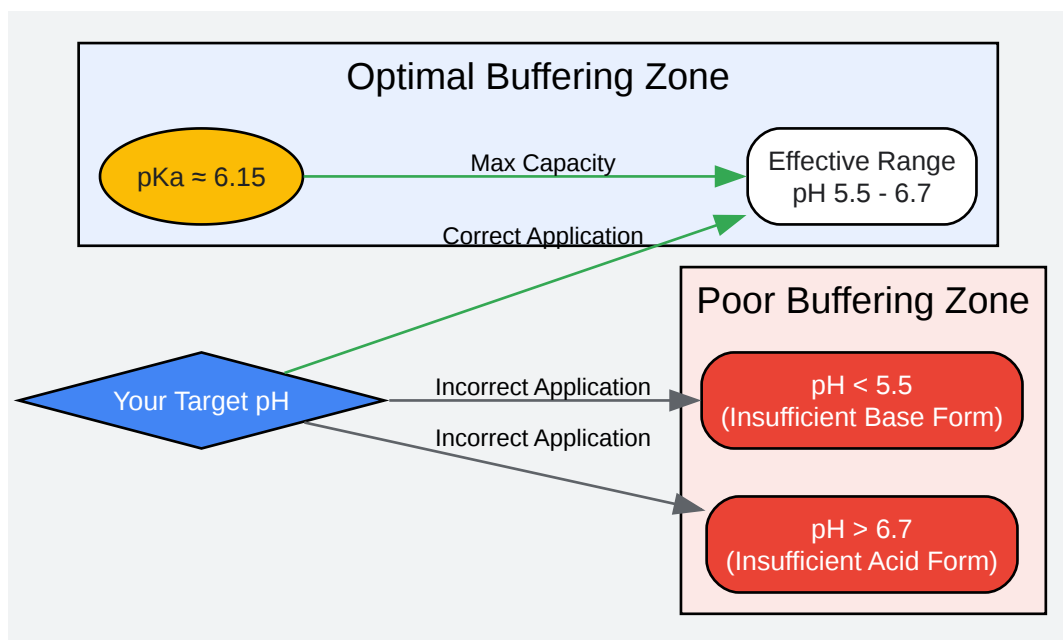 Optimal Buffering Zone
pKa ≈ 6.15
Max Capacity
Effective Range
pH 5.5 - 6.7
Correct Application
Poor Buffering Zone
Your Target pH
Incorrect Application
pH < 5.5
(Insufficient Base Form)
Incorrect Application
pH > 6.7
(Insufficient Acid Form)